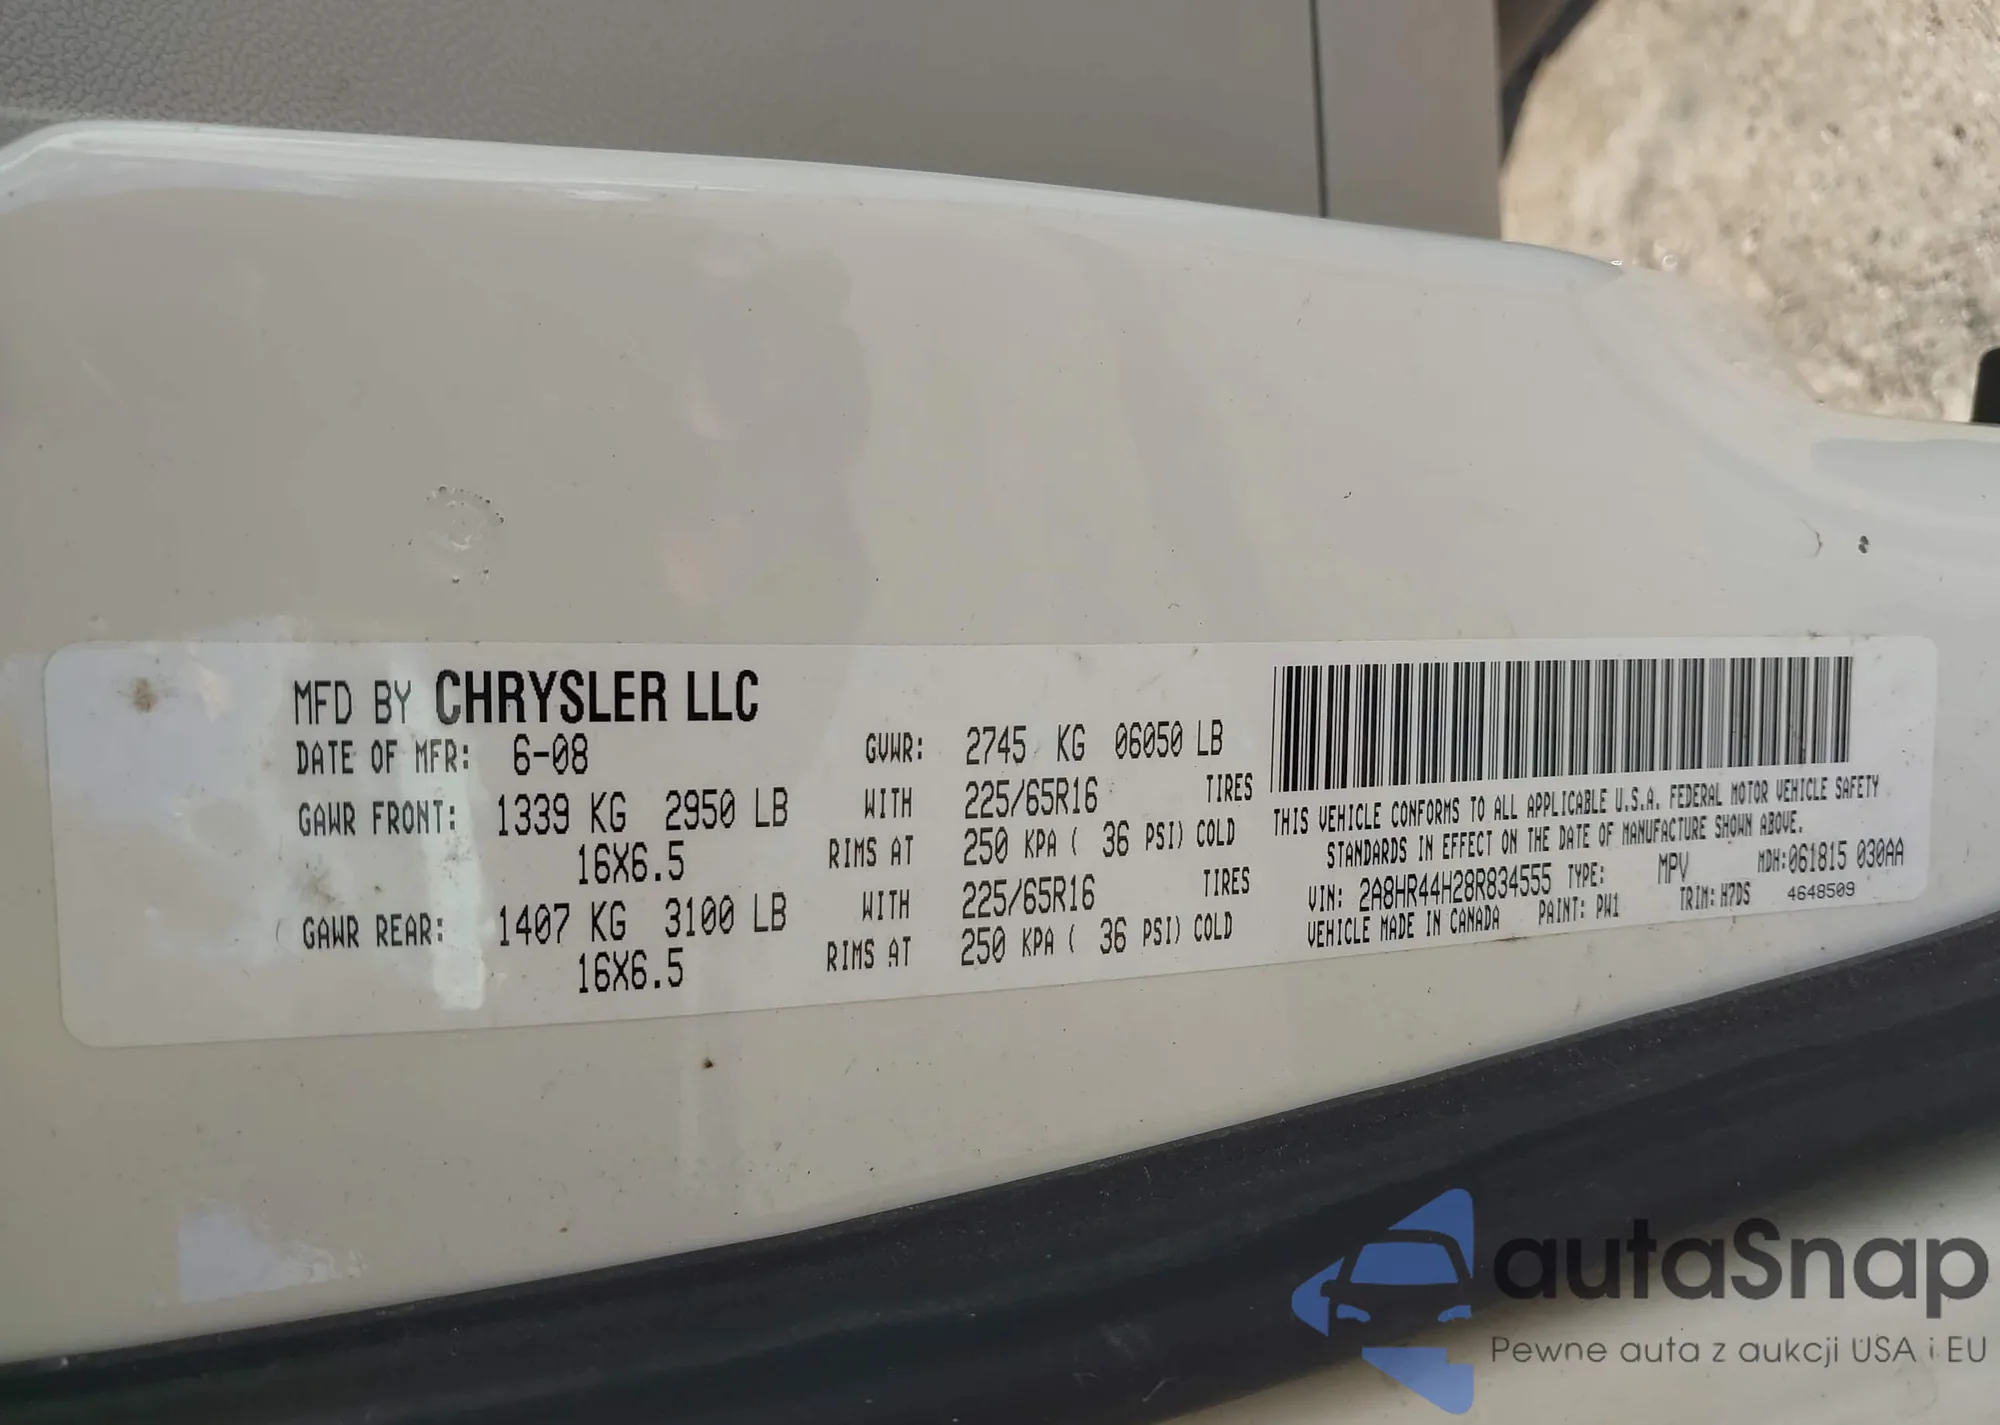 MFD BY CHRYSLER LLC
DATE OF MFR: 6-08 GVWR: 2745 KG 06050 LB
GAWR FRONT: 1339 KG 2950 LB WITH 225/65R16 TIRES
16X6.5 RIMS AT 250 KPA ( 36 PSI) COLD
GAWR REAR: 1407 KG 3100 LB WITH 225/65R16 TIRES
16X6.5 RIMS AT 250 KPA ( 36 PSI) COLD
THIS VEHICLE CONFORMS TO ALL APPLICABLE U.S.A. FEDERAL MOTOR VEHICLE SAFETY
STANDARDS IN EFFECT ON THE DATE OF MANUFACTURE SHOWN ABOVE.
VIN: 2A8HR44H28R834555 TYPE: MPV MDH:061815 030AA
VEHICLE MADE IN CANADA PAINT: PW1 TRIM: H7DS 4648509
autaSnap
Pewne auta z aukcji USA i EU